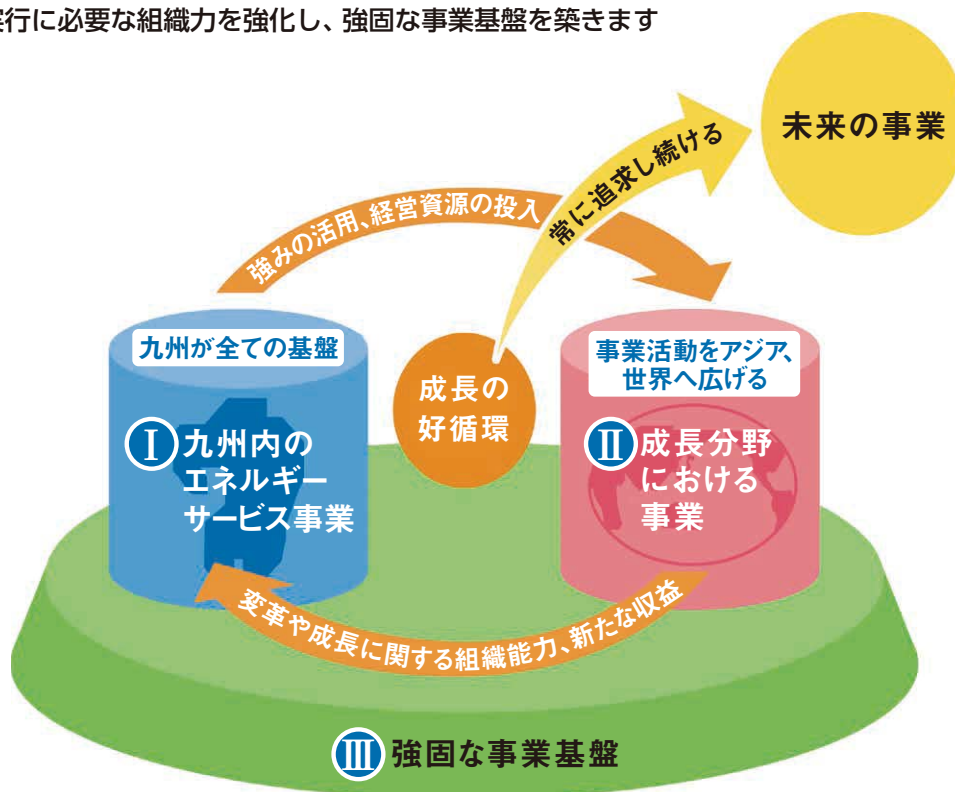 実行に必要な組織力を強化し、強固な事業基盤を築きます
未来の事業
常に追求し続ける
強みの活用、経営資源の投入
九州が全ての基盤
Ⅰ 九州内の
エネルギー
サービス事業
成長の
好循環
事業活動をアジア、
世界へ広げる
Ⅱ 成長分野
における
事業
変革や成長に関する組織能力、新たな収益
Ⅲ 強固な事業基盤